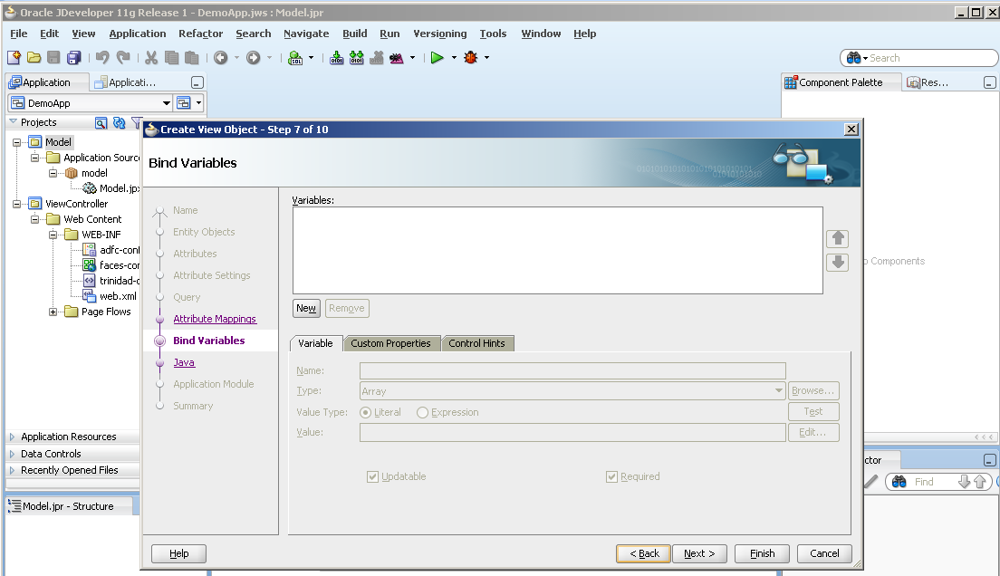 Oracle JDeveloper 11g Release 1 - DemoApp.jws : Model.jpr
File Edit View Application Refactor Search Navigate Build Run Versioning Tools Window Help
Search
Application
Applicati...
Component Palette
Res...
DemoApp
Projects
Model
Application Sourc
model
Model.jpx
ViewController
Web Content
WEB-INF
adfc-conf
faces-cor
trinidad-c
web.xml
Page Flows
Application Resources
Data Controls
Recently Opened Files
Model.jpr - Structure
Create View Object - Step 7 of 10
Bind Variables
Name
Entity Objects
Attributes
Attribute Settings
Query
Attribute Mappings
Bind Variables
Java
Application Module
Summary
Variables:
New Remove
Variable Custom Properties Control Hints
Name:
Type: Array Browse...
Value Type: Literal Expression Test
Value: Edit...
Updatable Required
Help < Back Next > Finish Cancel
o Components
ctor
Find